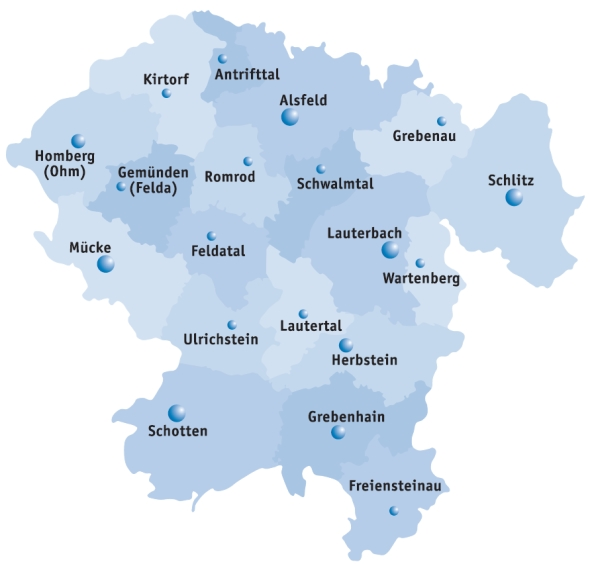 Antrifttal
Kirtorf
Alsfeld
Grebenau
Homberg
(Ohm)
Gemünden
(Felda)
Romrod
Schwalmtal
Schlitz
Lauterbach
Mücke
Feldatal
Wartenberg
Lautertal
Ulrichstein
Herbstein
Grebenhain
Schotten
Freiensteinau